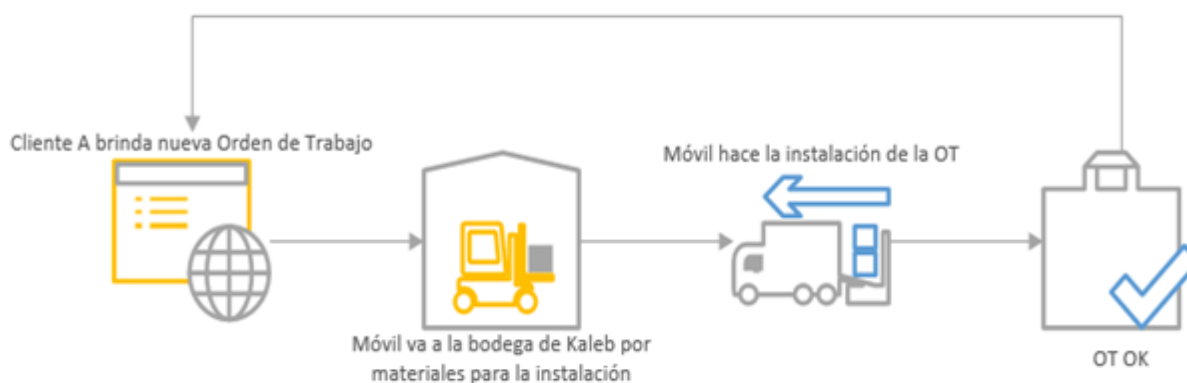 Cliente A brinda nueva Orden de Trabajo
Móvil va a la bodega de Kaleb por
materiales para la instalación
Móvil hace la instalación de la OT
OT OK